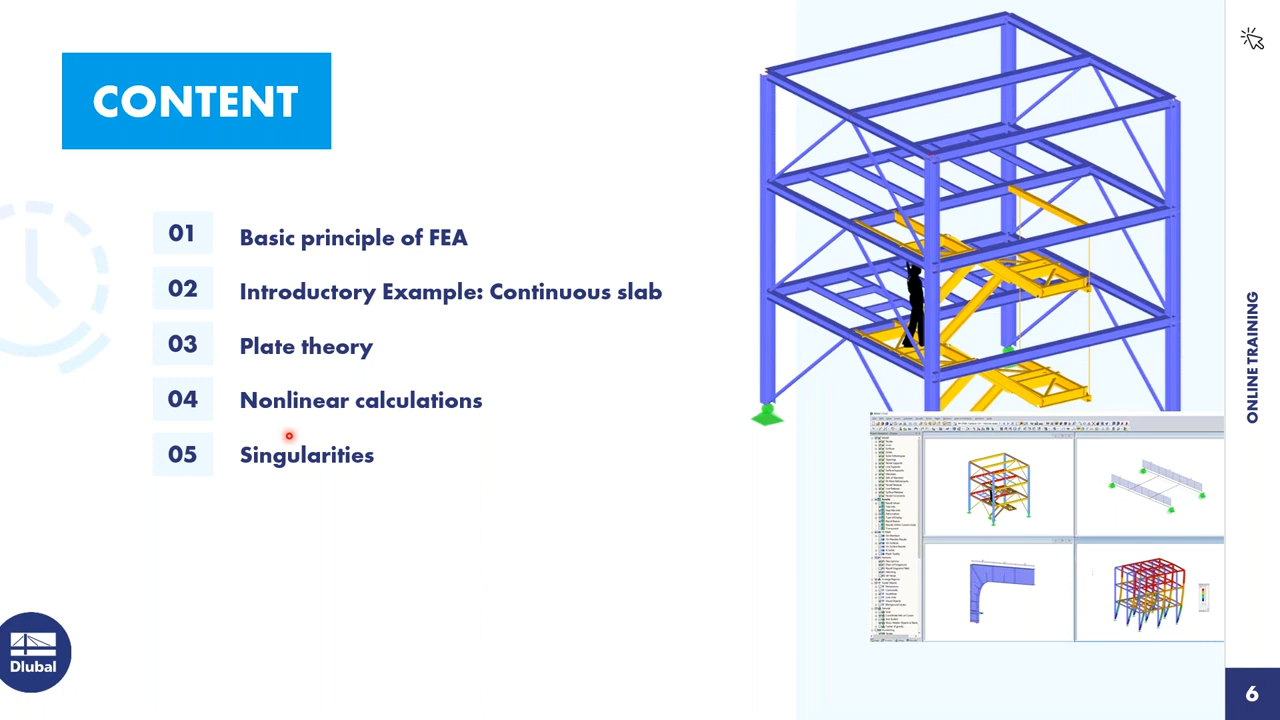 CONTENT
01
Basic principle of FEA
02
Introductory Example: Continuous slab
03
Plate theory
04
Nonlinear calculations
05
Singularities
ONLINE TRAINING
Dlubal
6